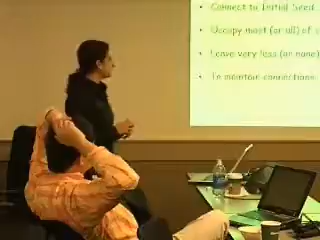 • Connect to Initial Seed
• Occupy most (or all) of
• Leave very less (or none)
• To maintain connections